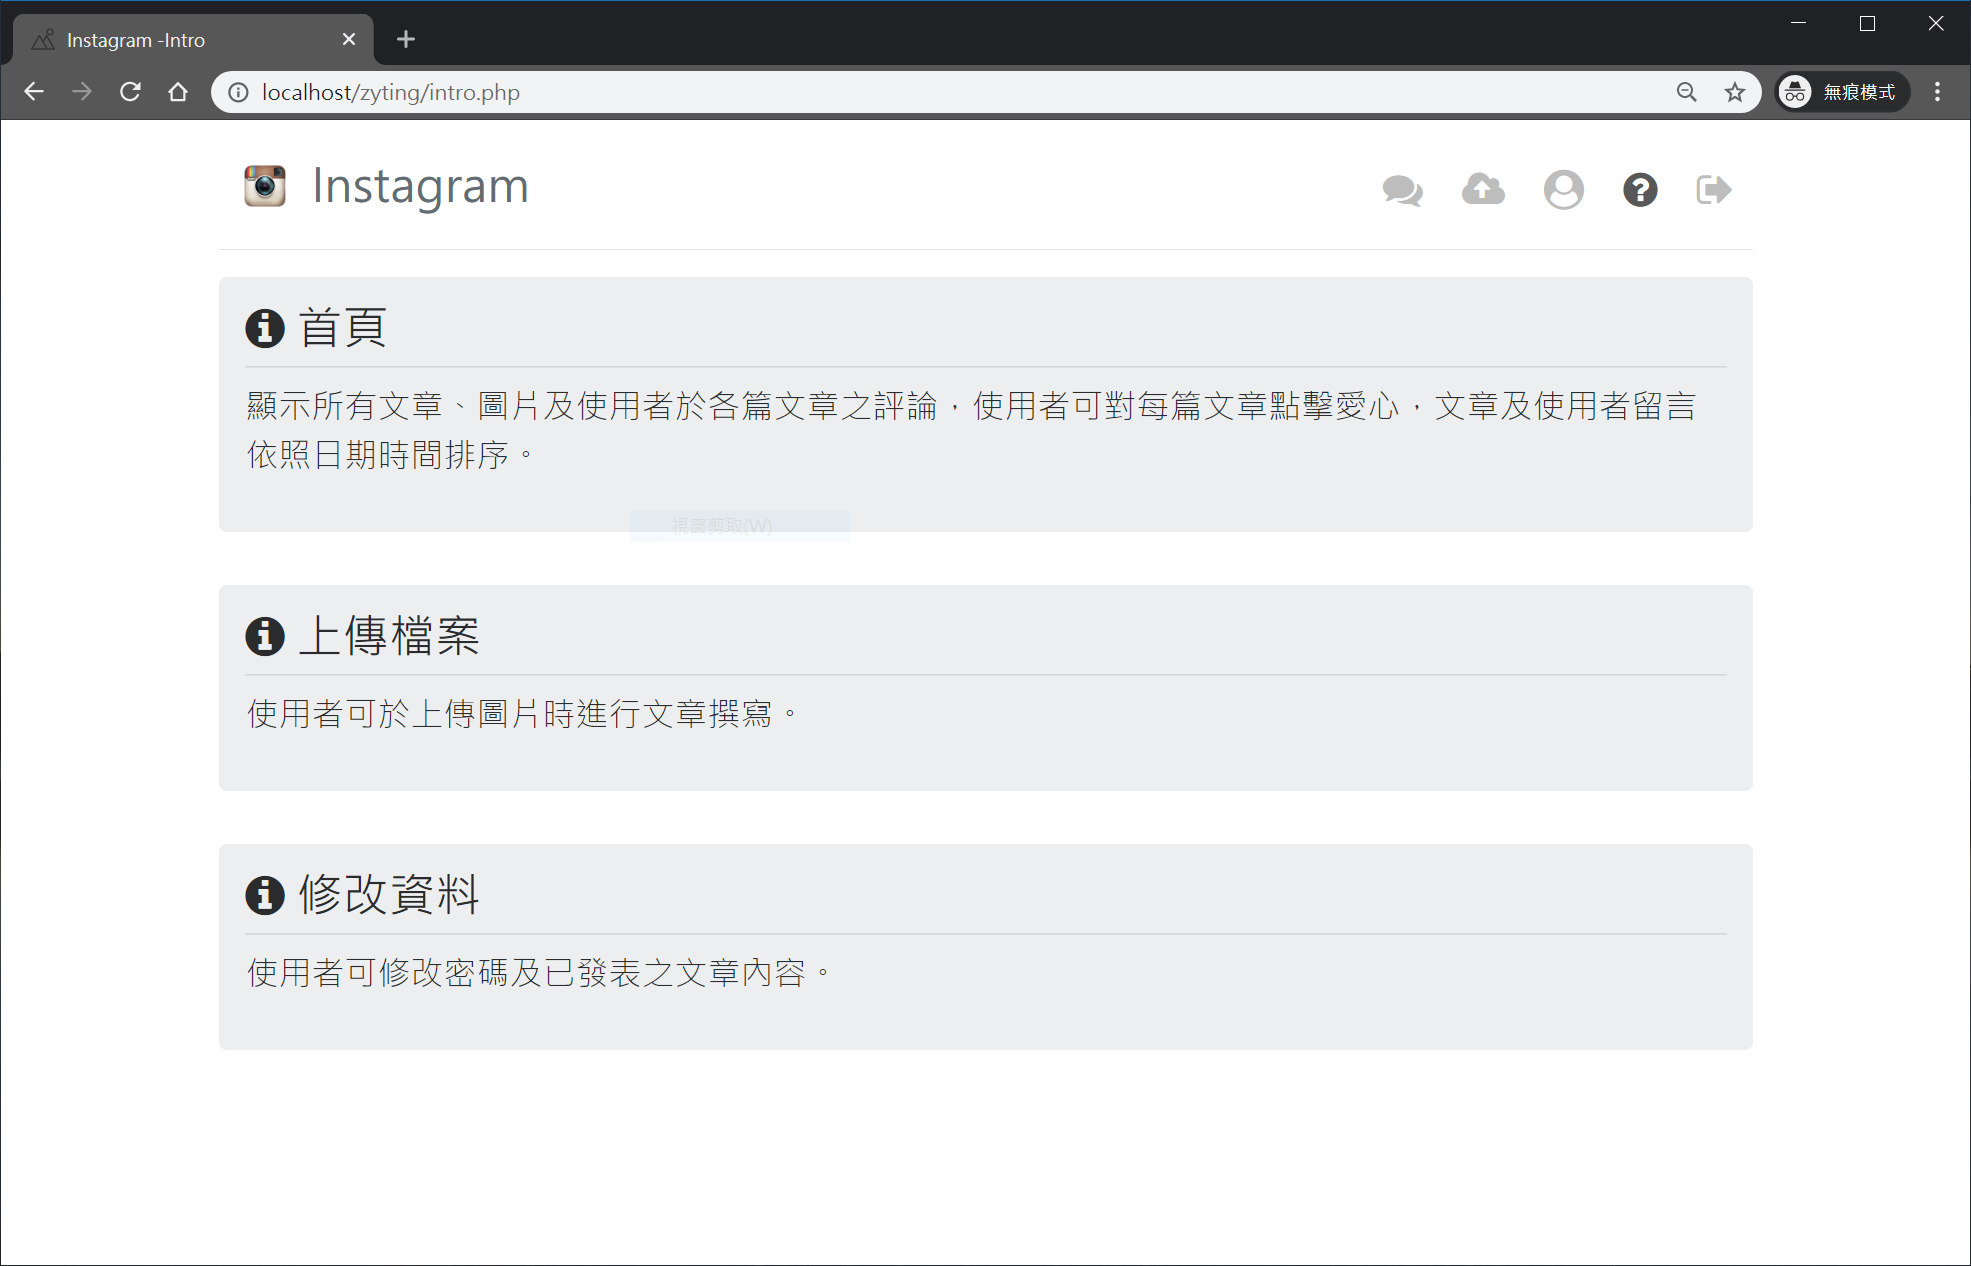 Instagram -Intro
localhost/zyting/intro.php
無痕模式
Instagram
首頁
顯示所有文章、圖片及使用者於各篇文章之評論，使用者可對每篇文章點擊愛心，文章及使用者留言
依照日期時間排序。
視窗剪取(W)
上傳檔案
使用者可於上傳圖片時進行文章撰寫。
修改資料
使用者可修改密碼及已發表之文章內容。